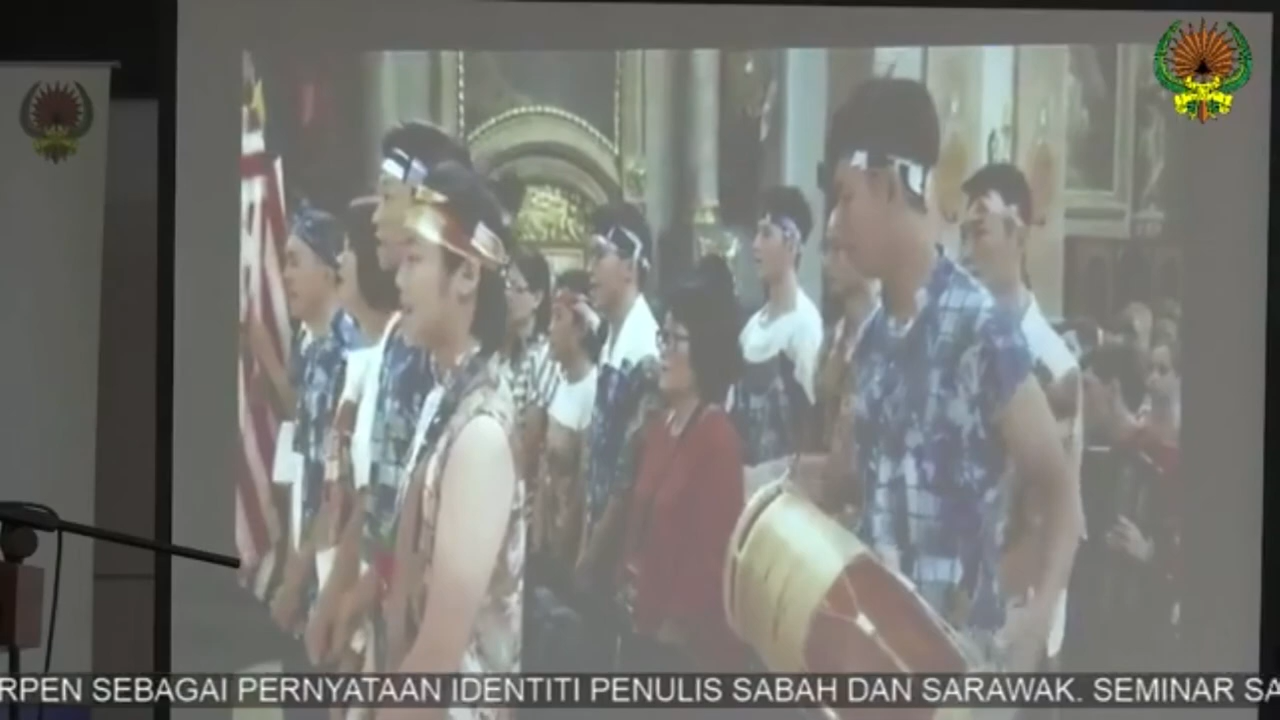 RPEN SEBAGAI PERNYATAAN IDENTITI PENULIS SABAH DAN SARAWAK. SEMINAR SA